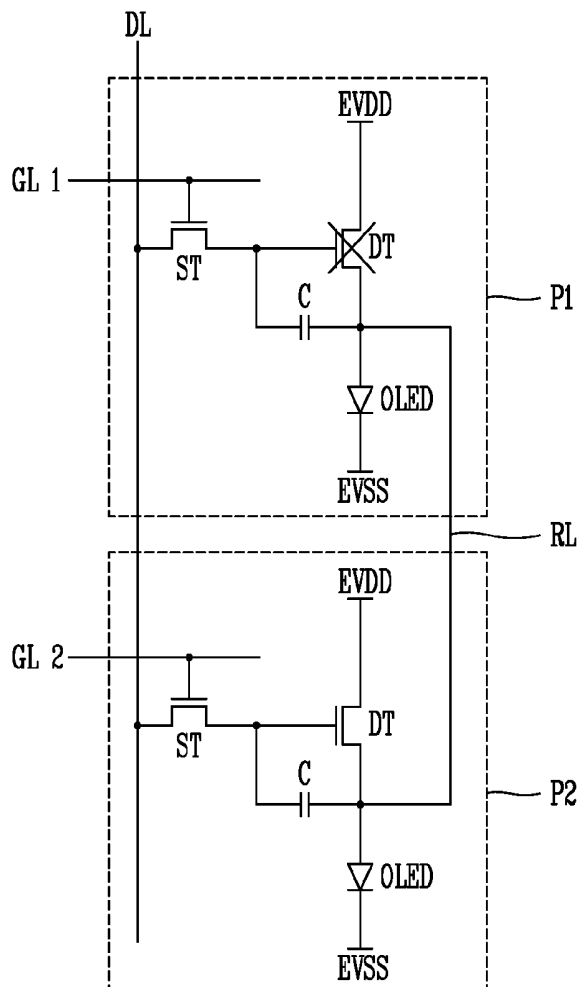 DL
EVDD
GL 1
DT
ST
C
P1
OLED
EVSS
RL
EVDD
GL 2
DT
ST
C
P2
OLED
EVSS